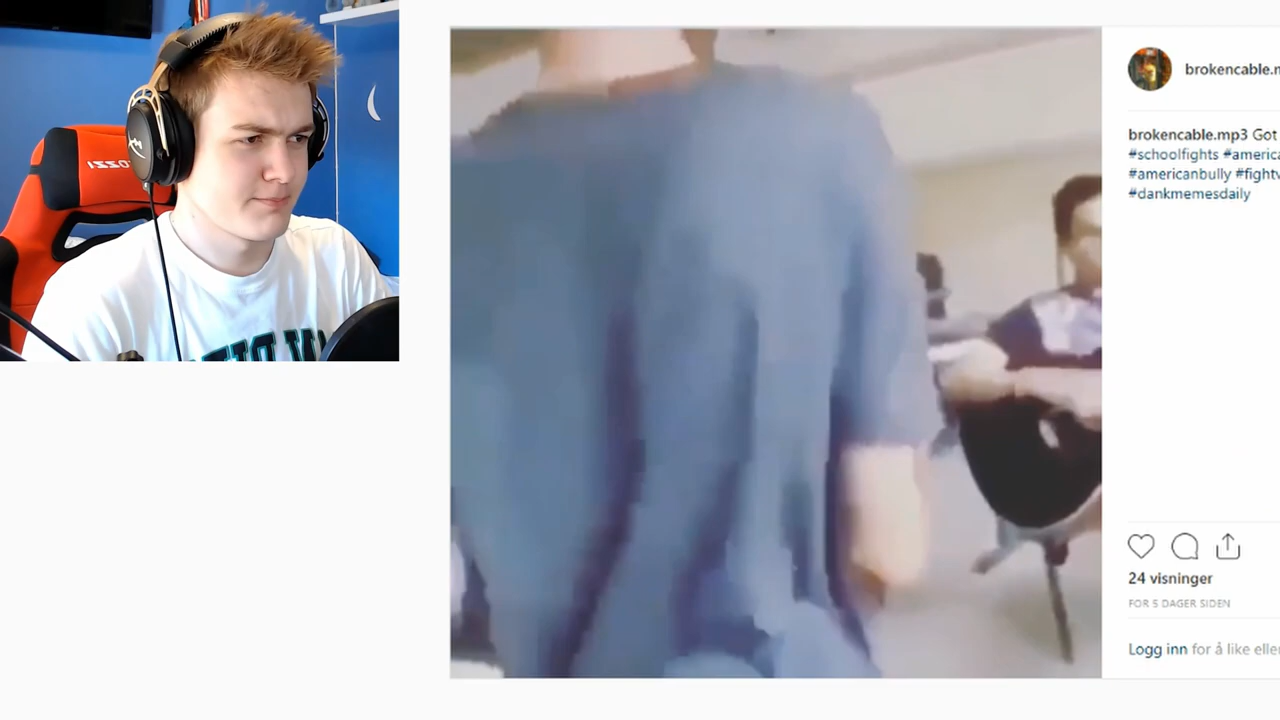 brokencable.m
brokencable.mp3 Got
#schoolfights #america
#americanbully #fightv
#dankmemesdaily
24 visninger
FOR 5 DAGER SIDEN
Logg inn for å like elle